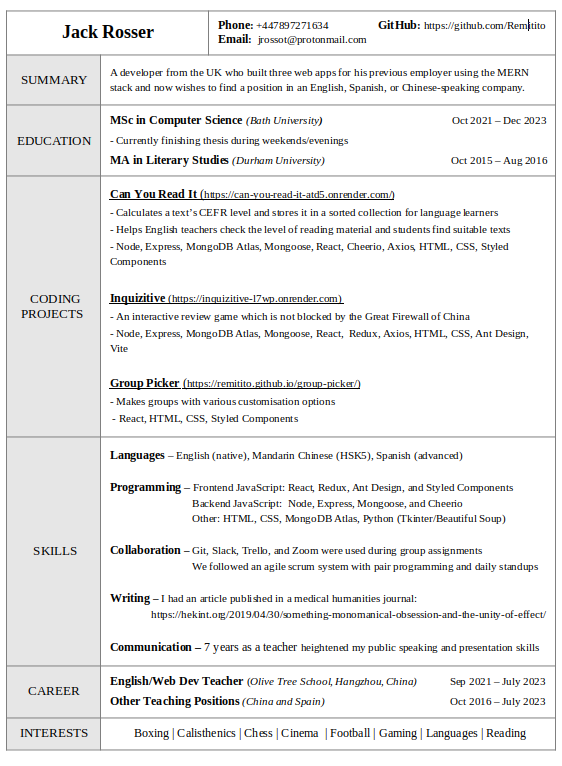 Jack Rosser
Phone: +447897271634 GitHub: https://github.com/Remitito
Email: jrossot@protonmail.com
SUMMARY
A developer from the UK who built three web apps for his previous employer using the MERN
stack and now wishes to find a position in an English, Spanish, or Chinese-speaking company.
EDUCATION
MSc in Computer Science (Bath University) Oct 2021 – Dec 2023
- Currently finishing thesis during weekends/evenings
MA in Literary Studies (Durham University) Oct 2015 – Aug 2016
CODING PROJECTS
Can You Read It (https://can-you-read-it-atd5.onrender.com/)
- Calculates a text's CEFR level and stores it in a sorted collection for language learners
- Helps English teachers check the level of reading material and students find suitable texts
- Node, Express, MongoDB Atlas, Mongoose, React, Cheerio, Axios, HTML, CSS, Styled
Components
Inquizitive (https://inquizitive-l7wp.onrender.com)
- An interactive review game which is not blocked by the Great Firewall of China
- Node, Express, MongoDB Atlas, Mongoose, React, Redux, Axios, HTML, CSS, Ant Design,
Vite
Group Picker (https://remitito.github.io/group-picker/)
- Makes groups with various customisation options
- React, HTML, CSS, Styled Components
SKILLS
Languages – English (native), Mandarin Chinese (HSK5), Spanish (advanced)
Programming – Frontend JavaScript: React, Redux, Ant Design, and Styled Components
Backend JavaScript: Node, Express, Mongoose, and Cheerio
Other: HTML, CSS, MongoDB Atlas, Python (Tkinter/Beautiful Soup)
Collaboration – Git, Slack, Trello, and Zoom were used during group assignments
We followed an agile scrum system with pair programming and daily standups
Writing – I had an article published in a medical humanities journal:
https://hekint.org/2019/04/30/something-monomanical-obsession-and-the-unity-of-effect/
Communication – 7 years as a teacher heightened my public speaking and presentation skills
CAREER
English/Web Dev Teacher (Olive Tree School, Hangzhou, China) Sep 2021 – July 2023
Other Teaching Positions (China and Spain) Oct 2016 – July 2023
INTERESTS
Boxing | Calisthenics | Chess | Cinema | Football | Gaming | Languages | Reading